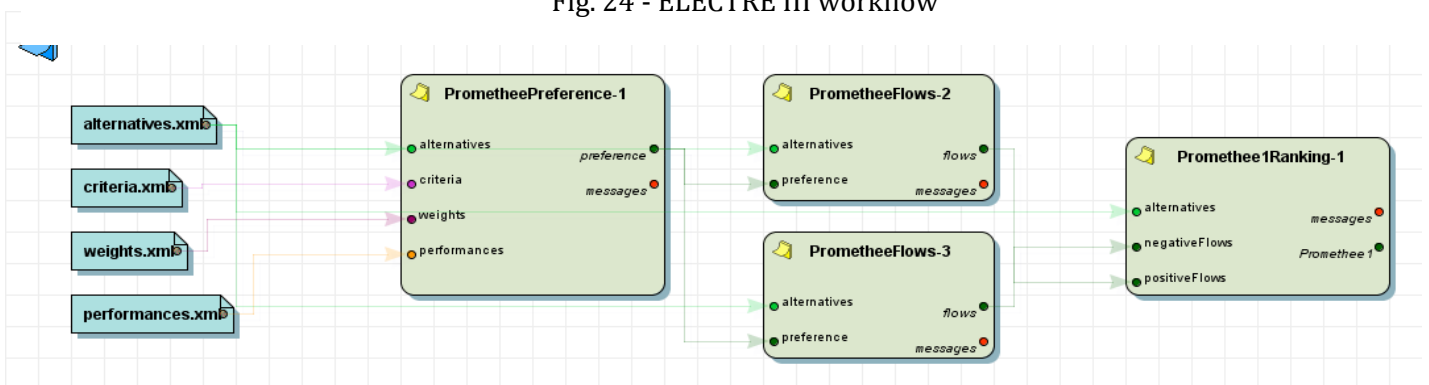 Fig. 24 - ELECTRE III workflow
alternatives.xml
criteria.xml
weights.xml
performances.xml
PrometheePreference-1
alternatives
preference
criteria
messages
weights
performances
PrometheeFlows-2
alternatives
flows
preference
messages
PrometheeFlows-3
alternatives
flows
preference
messages
Promethee1Ranking-1
alternatives
messages
negativeFlows
Promethee1
positiveFlows